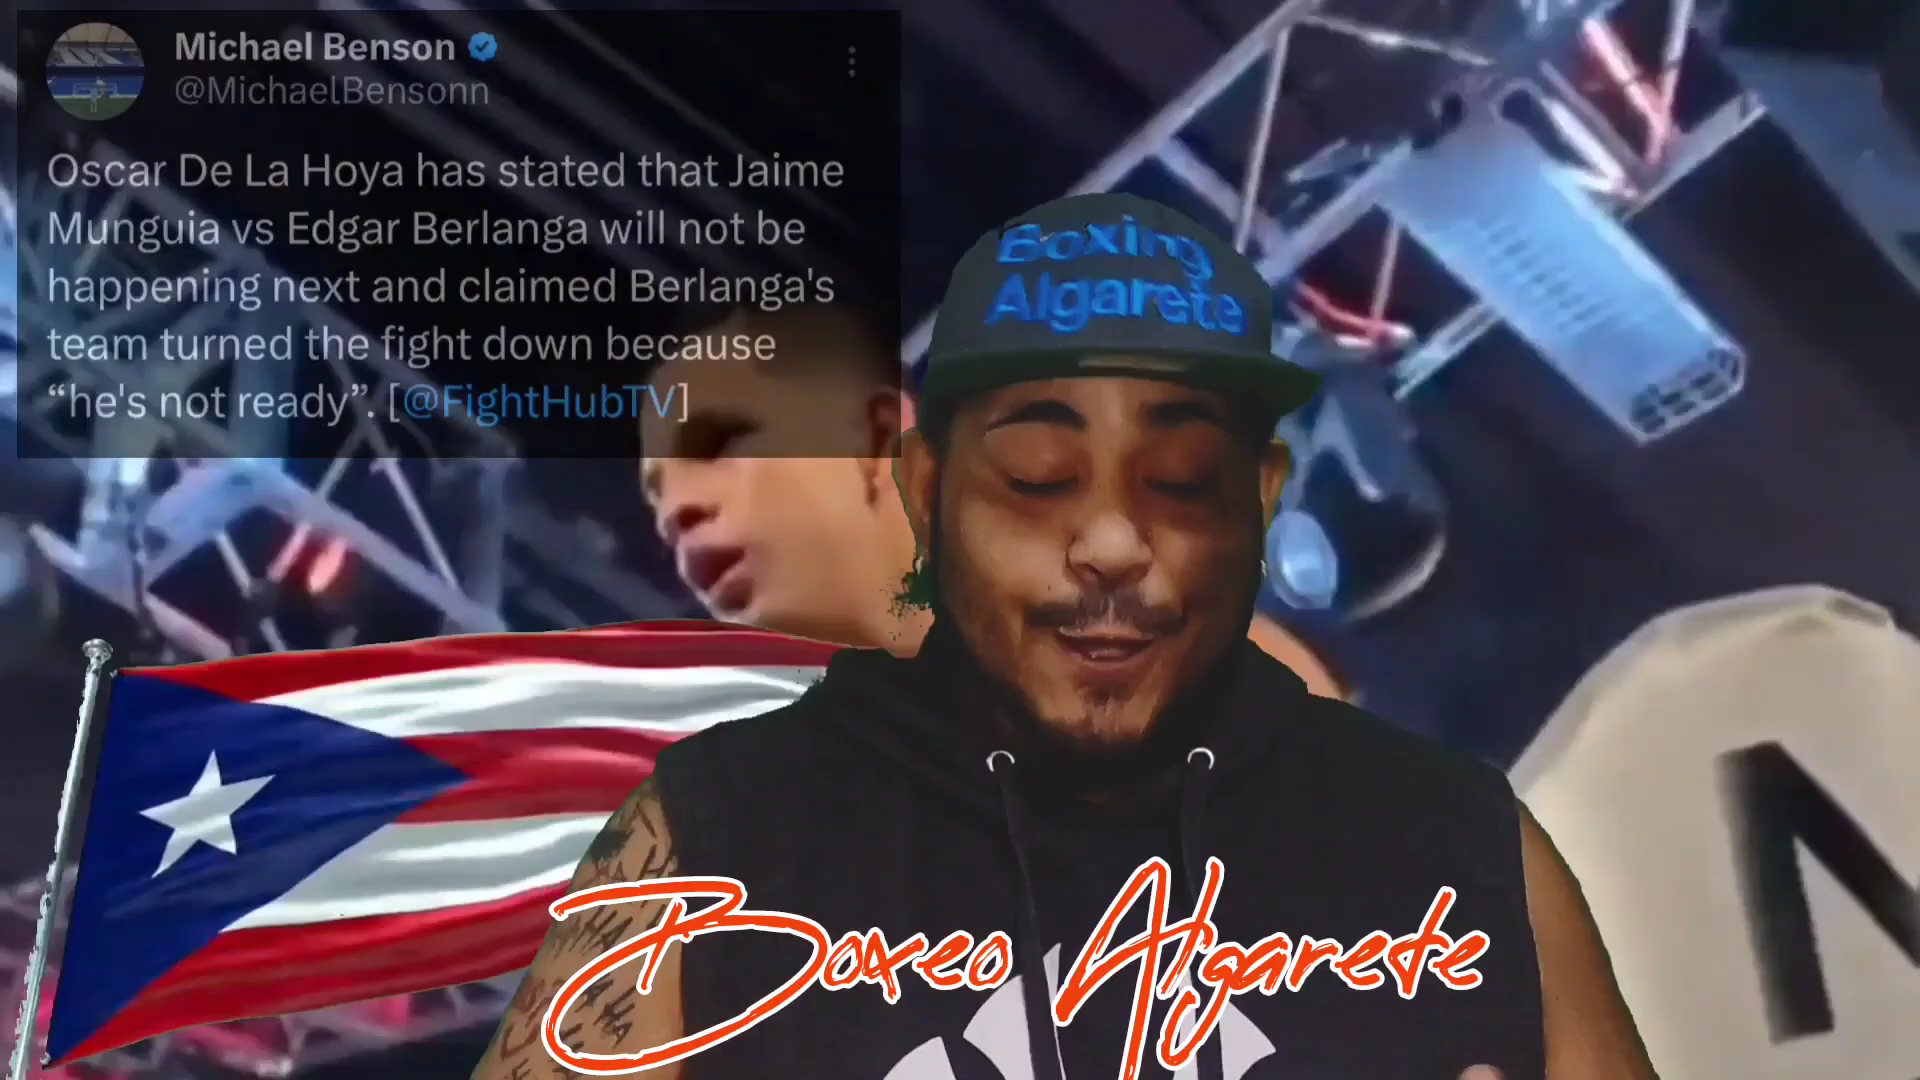 Michael Benson
@MichaelBensonn
Oscar De La Hoya has stated that Jaime
Munguia vs Edgar Berlanga will not be
happening next and claimed Berlanga's
team turned the fight down because
“he's not ready”. [@FightHubTV]
Boxing
Algarete
Boxeo Algarete